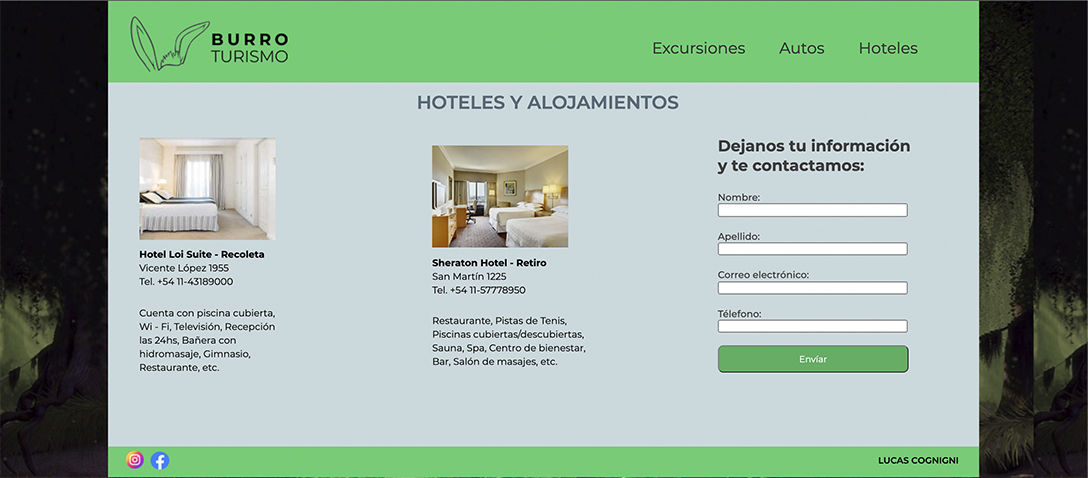 BURRO
TURISMO
Excursiones
Autos
Hoteles
HOTELES Y ALOJAMIENTOS
Hotel Loi Suite - Recoleta
Vicente López 1955
Tel. +54 11-43189000
Cuenta con piscina cubierta,
Wi - Fi, Televisión, Recepción
las 24hs, Bañera con
hidromasaje, Gimnasio,
Restaurante, etc.
Sheraton Hotel - Retiro
San Martín 1225
Tel. +54 11-57778950
Restaurante, Pistas de Tenis,
Piscinas cubiertas/descubiertas,
Sauna, Spa, Centro de bienestar,
Bar, Salón de masajes, etc.
Dejanos tu información
y te contactamos:
Nombre:
Apellido:
Correo electrónico:
Télefono:
Envíar
LUCAS COGNIGNI